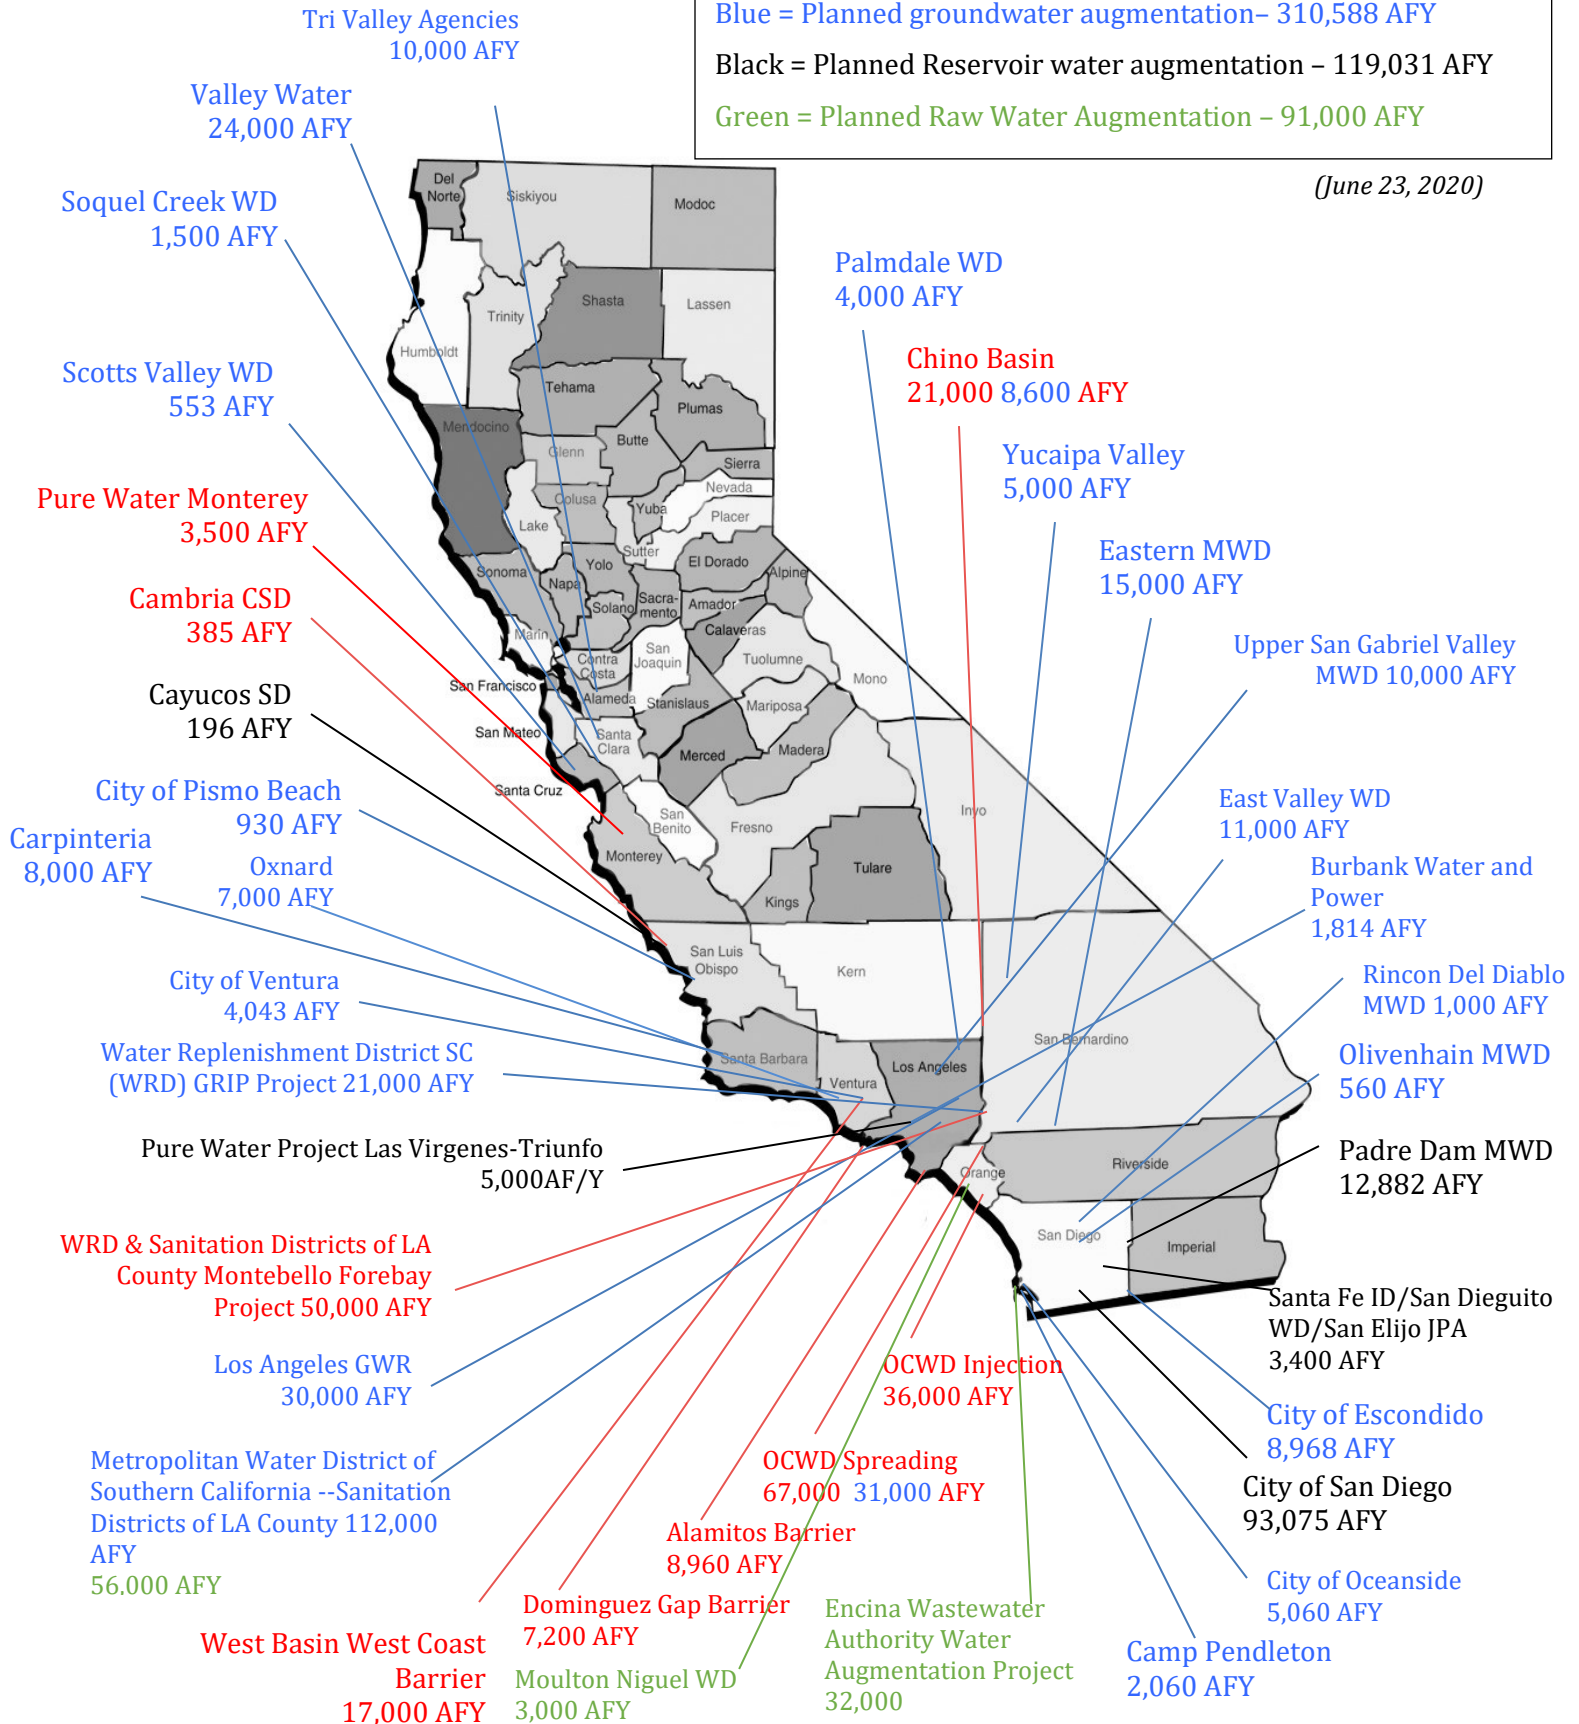 Blue = Planned groundwater augmentation– 310,588 AFY
Black = Planned Reservoir water augmentation – 119,031 AFY
Green = Planned Raw Water Augmentation – 91,000 AFY
(June 23, 2020)
Tri Valley Agencies
10,000 AFY
Valley Water
24,000 AFY
Soquel Creek WD
1,500 AFY
Scotts Valley WD
553 AFY
Pure Water Monterey
3,500 AFY
Cambria CSD
385 AFY
Cayucos SD
196 AFY
City of Pismo Beach
930 AFY
Carpinteria
8,000 AFY
Oxnard
7,000 AFY
City of Ventura
4,043 AFY
Water Replenishment District SC
(WRD) GRIP Project 21,000 AFY
Pure Water Project Las Virgenes-Triunfo
5,000AF/Y
WRD & Sanitation Districts of LA
County Montebello Forebay
Project 50,000 AFY
Los Angeles GWR
30,000 AFY
Metropolitan Water District of
Southern California --Sanitation
Districts of LA County 112,000
AFY
56,000 AFY
West Basin West Coast
Barrier
17,000 AFY
Dominguez Gap Barrier
7,200 AFY
Moulton Niguel WD
3,000 AFY
Alamitos Barrier
8,960 AFY
OCWD Spreading
67,000 31,000 AFY
OCWD Injection
36,000 AFY
Encina Wastewater
Authority Water
Augmentation Project
32,000
Camp Pendleton
2,060 AFY
City of Oceanside
5,060 AFY
City of San Diego
93,075 AFY
City of Escondido
8,968 AFY
Santa Fe ID/San Dieguito
WD/San Elijo JPA
3,400 AFY
Padre Dam MWD
12,882 AFY
Olivenhain MWD
560 AFY
Rincon Del Diablo
MWD 1,000 AFY
Burbank Water and
Power
1,814 AFY
East Valley WD
11,000 AFY
Upper San Gabriel Valley
MWD 10,000 AFY
Eastern MWD
15,000 AFY
Yucaipa Valley
5,000 AFY
Chino Basin
21,000 8,600 AFY
Palmdale WD
4,000 AFY
Del
Norte
Siskiyou
Modoc
Humboldt
Trinity
Shasta
Lassen
Tehama
Plumas
Mendocino
Glenn
Butte
Sierra
Lake
Colusa
Yuba
Nevada
Placer
Sutter
Sonoma
Napa
Yolo
El Dorado
Alpine
Solano
Sacra-
mento
Amador
Calaveras
Marin
Contra
Costa
San
Joaquin
Tuolumne
Mono
San Francisco
Alameda
Stanislaus
Mariposa
San Mateo
Santa
Clara
Merced
Madera
Santa Cruz
San
Benito
Fresno
Inyo
Monterey
Kings
Tulare
San Luis
Obispo
Kern
San Bernardino
Santa Barbara
Ventura
Los Angeles
Orange
Riverside
San Diego
Imperial